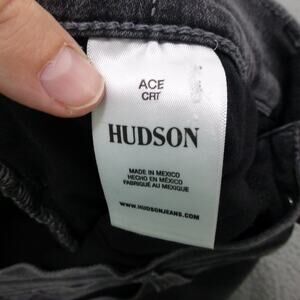 ACE
CRT
HUDSON
MADE IN MEXICO
HECHO EN MÉXICO
FABRIQUÉ AU MEXIQUE
WWW.HUDSONJEANS.COM